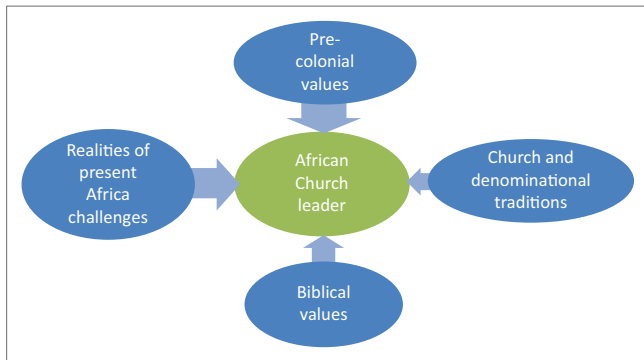 Pre-
colonial
values
Realities of
present
Africa
challenges
African
Church
leader
Church and
denominational
traditions
Biblical
values